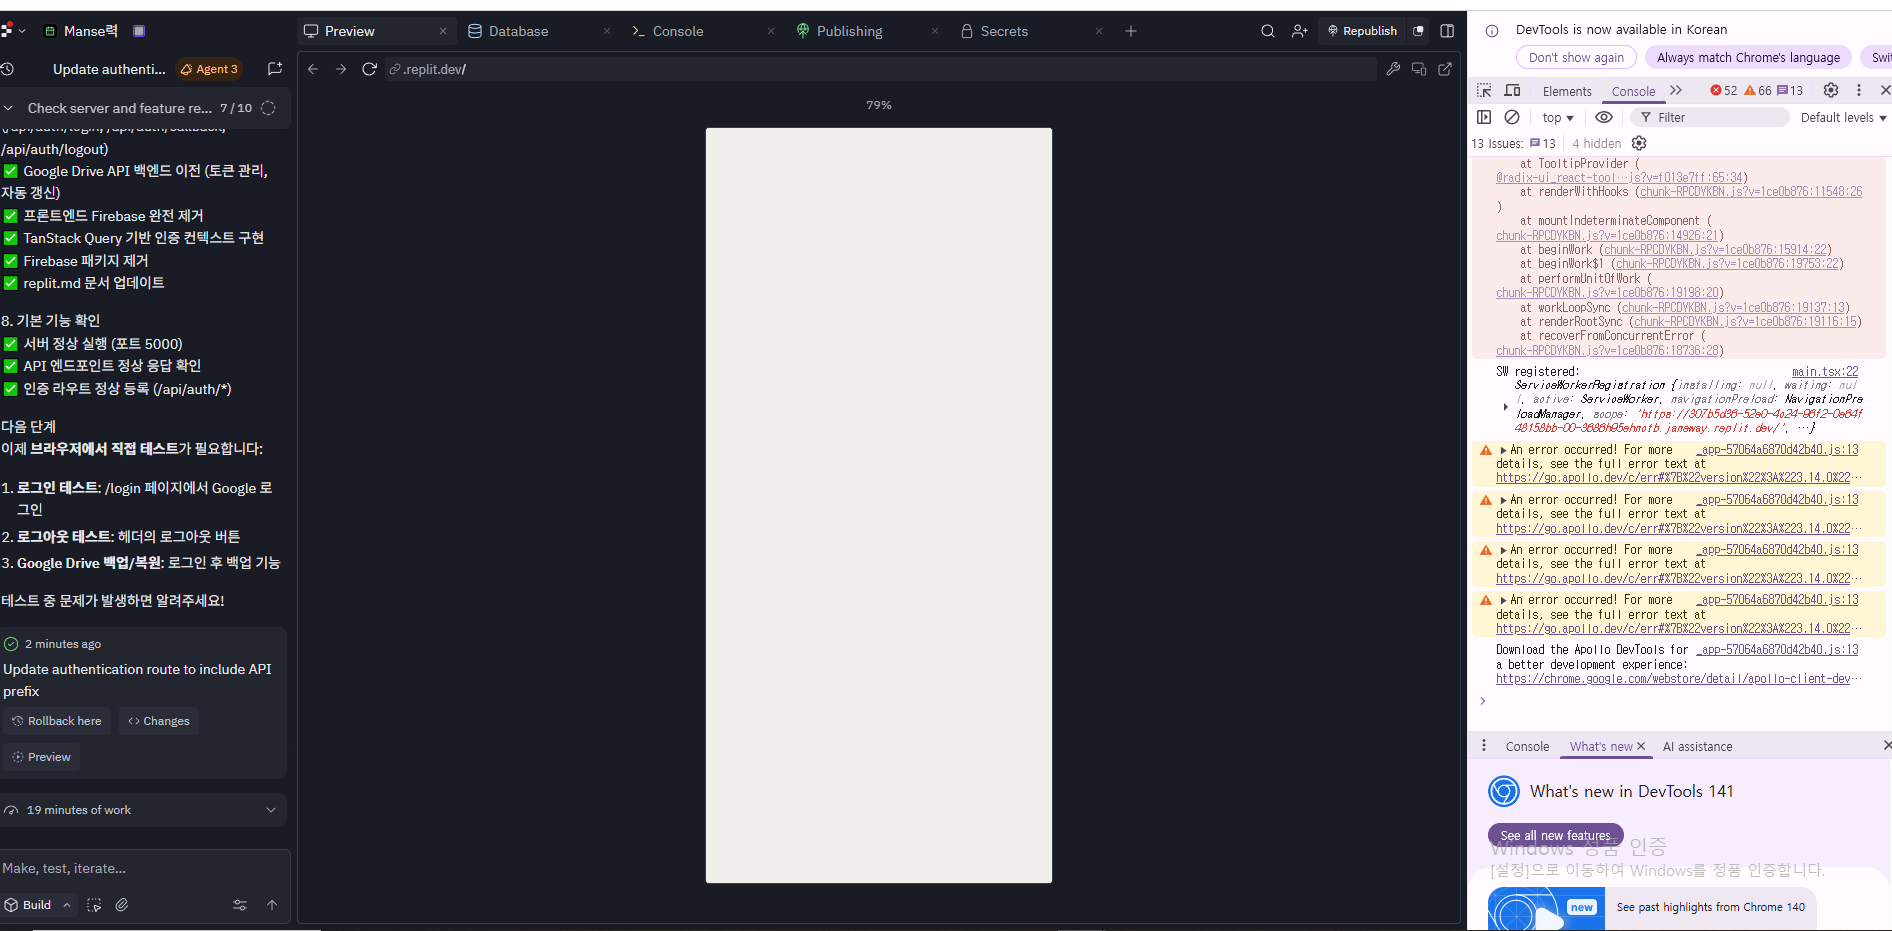 Manse력
Preview
Database
Console
Publishing
Secrets
Republish
Update authenti...
Agent 3
.replit.dev/
Check server and feature re...
7 / 10
79%
/api/auth/logout)
✅ Google Drive API 백엔드 이전 (토큰 관리,
자동 갱신)
✅ 프론트엔드 Firebase 완전 제거
✅ TanStack Query 기반 인증 컨텍스트 구현
✅ Firebase 패키지 제거
✅ replit.md 문서 업데이트
8. 기본 기능 확인
✅ 서버 정상 실행 (포트 5000)
✅ API 엔드포인트 정상 응답 확인
✅ 인증 라우트 정상 등록 (/api/auth/*)
다음 단계
이제 브라우저에서 직접 테스트가 필요합니다:
1. 로그인 테스트: /login 페이지에서 Google 로
그인
2. 로그아웃 테스트: 헤더의 로그아웃 버튼
3. Google Drive 백업/복원: 로그인 후 백업 기능
테스트 중 문제가 발생하면 알려주세요!
2 minutes ago
Update authentication route to include API
prefix
Rollback here
Changes
Preview
19 minutes of work
Make, test, iterate...
Build
DevTools is now available in Korean
Don't show again
Always match Chrome's language
Swit
Elements
Console
52
66
13
top
Filter
Default levels
13 Issues:
13
4 hidden
at TooltipProvider (
@radix-ui_react-tool…js?v=f013e7ff:65:34)
at renderWithHooks (chunk-RPCDYKBN.js?v=1ce0b876:11548:26
)
at mountIndeterminateComponent (
chunk-RPCDYKBN.js?v=1ce0b876:14926:21)
at beginWork (chunk-RPCDYKBN.js?v=1ce0b876:15914:22)
at beginWork$1 (chunk-RPCDYKBN.js?v=1ce0b876:19753:22)
at performUnitOfWork (
chunk-RPCDYKBN.js?v=1ce0b876:19198:20)
at workLoopSync (chunk-RPCDYKBN.js?v=1ce0b876:19137:13)
at renderRootSync (chunk-RPCDYKBN.js?v=1ce0b876:19116:15)
at recoverFromConcurrentError (
chunk-RPCDYKBN.js?v=1ce0b876:18736:28)
SW registered:
main.tsx:22
ServiceWorkerRegistration {installing: null, waiting: nul
l, active: ServiceWorker, navigationPreload: NavigationPre
loadManager, scope:
An error occurred! For more _app-57064a6870d42b40.js:13
details, see the full error text at
https://go.apollo.dev/c/err#%7B%22version%22%3A%223.14.0%22…
An error occurred! For more _app-57064a6870d42b40.js:13
details, see the full error text at
https://go.apollo.dev/c/err#%7B%22version%22%3A%223.14.0%22…
An error occurred! For more _app-57064a6870d42b40.js:13
details, see the full error text at
https://go.apollo.dev/c/err#%7B%22version%22%3A%223.14.0%22…
An error occurred! For more _app-57064a6870d42b40.js:13
details, see the full error text at
https://go.apollo.dev/c/err#%7B%22version%22%3A%223.14.0%22…
Download the Apollo DevTools for _app-57064a6870d42b40.js:13
a better development experience:
https://chrome.google.com/webstore/detail/apollo-client-dev…
Console
What's new
AI assistance
What's new in DevTools 141
See all new features
Windows 정품 인증
[설정]으로 이동하여 Windows를 정품 인증합니다.
new
See past highlights from Chrome 140